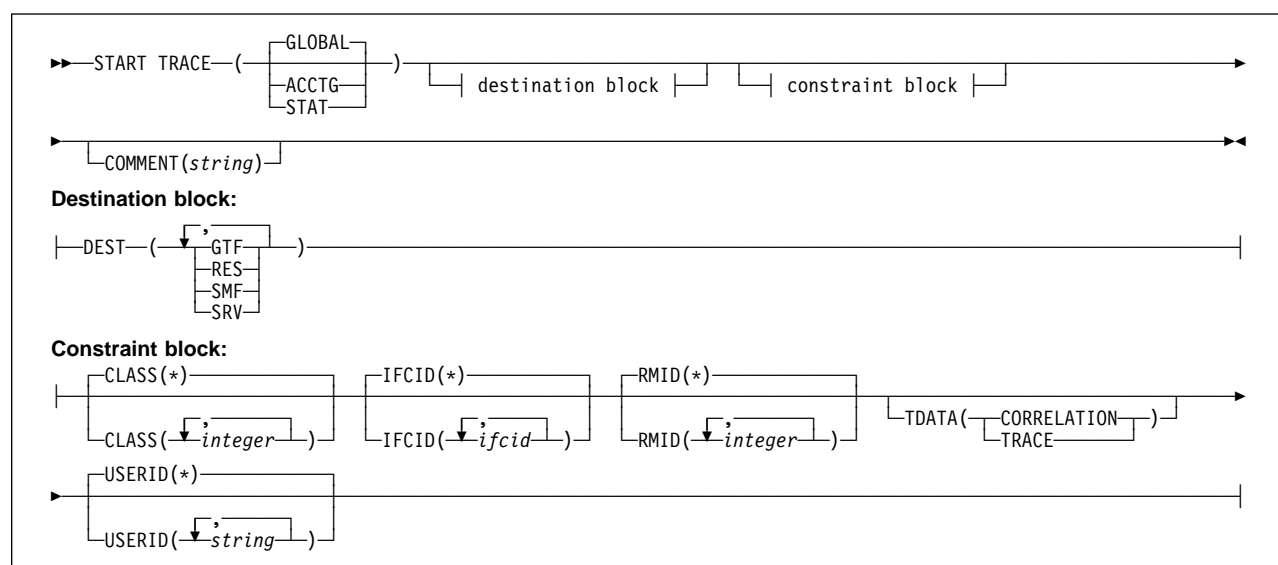 GLOBAL
START TRACE ( ) destination block constraint block
ACCTG
STAT
COMMENT(string)
Destination block:
,
DEST ( GTF )
RES
SMF
SRV
Constraint block:
CLASS(*) IFCID(*) RMID(*)
, , , TDATA( CORRELATION )
CLASS( integer ) IFCID( ifcid ) RMID( integer ) TRACE
USERID(*)
,
USERID( string )